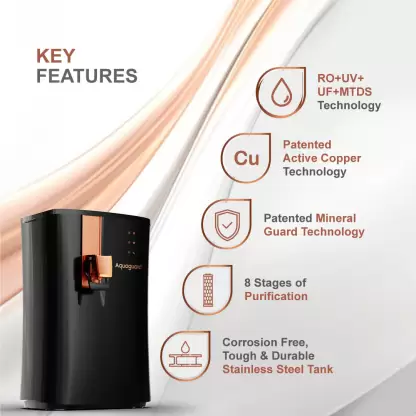 KEY
FEATURES
RO+UV+
UF+MTDS
Technology
Cu
Patented
Active Copper
Technology
Patented Mineral
Guard Technology
8 Stages of
Purification
Corrosion Free,
Tough & Durable
Stainless Steel Tank
Aquaguard